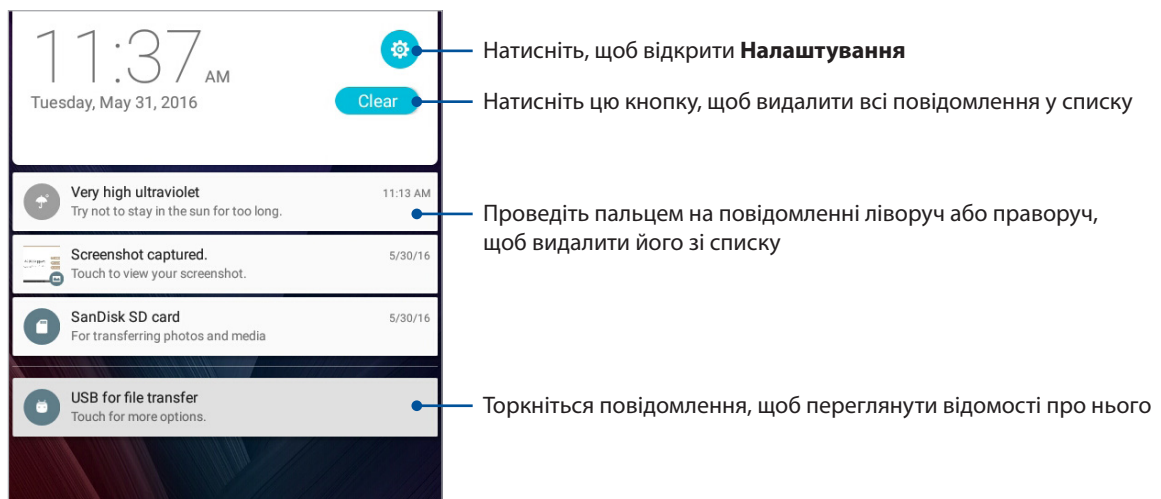 11:37 AM
Tuesday, May 31, 2016
Clear
Натисніть, щоб відкрити Налаштування
Натисніть цю кнопку, щоб видалити всі повідомлення у списку
Very high ultraviolet 11:13 AM
Try not to stay in the sun for too long.
Проведіть пальцем на повідомленні ліворуч або праворуч,
щоб видалити його зі списку
Screenshot captured. 5/30/16
Touch to view your screenshot.
SanDisk SD card 5/30/16
For transferring photos and media
USB for file transfer
Touch for more options.
Торкніться повідомлення, щоб переглянути відомості про нього